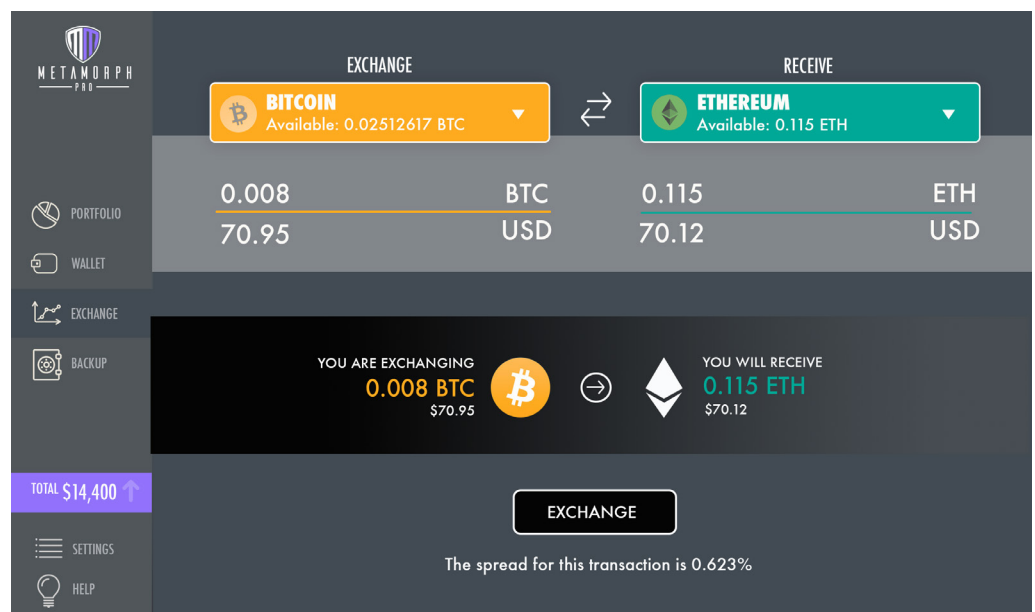 METAMORPH
PRO
EXCHANGE
RECEIVE
BITCOIN
Available: 0.02512617 BTC
ETHEREUM
Available: 0.115 ETH
0.008 BTC
70.95 USD
0.115 ETH
70.12 USD
PORTFOLIO
WALLET
EXCHANGE
BACKUP
YOU ARE EXCHANGING
0.008 BTC
$70.95
YOU WILL RECEIVE
0.115 ETH
$70.12
TOTAL $14,400
SETTINGS
HELP
EXCHANGE
The spread for this transaction is 0.623%